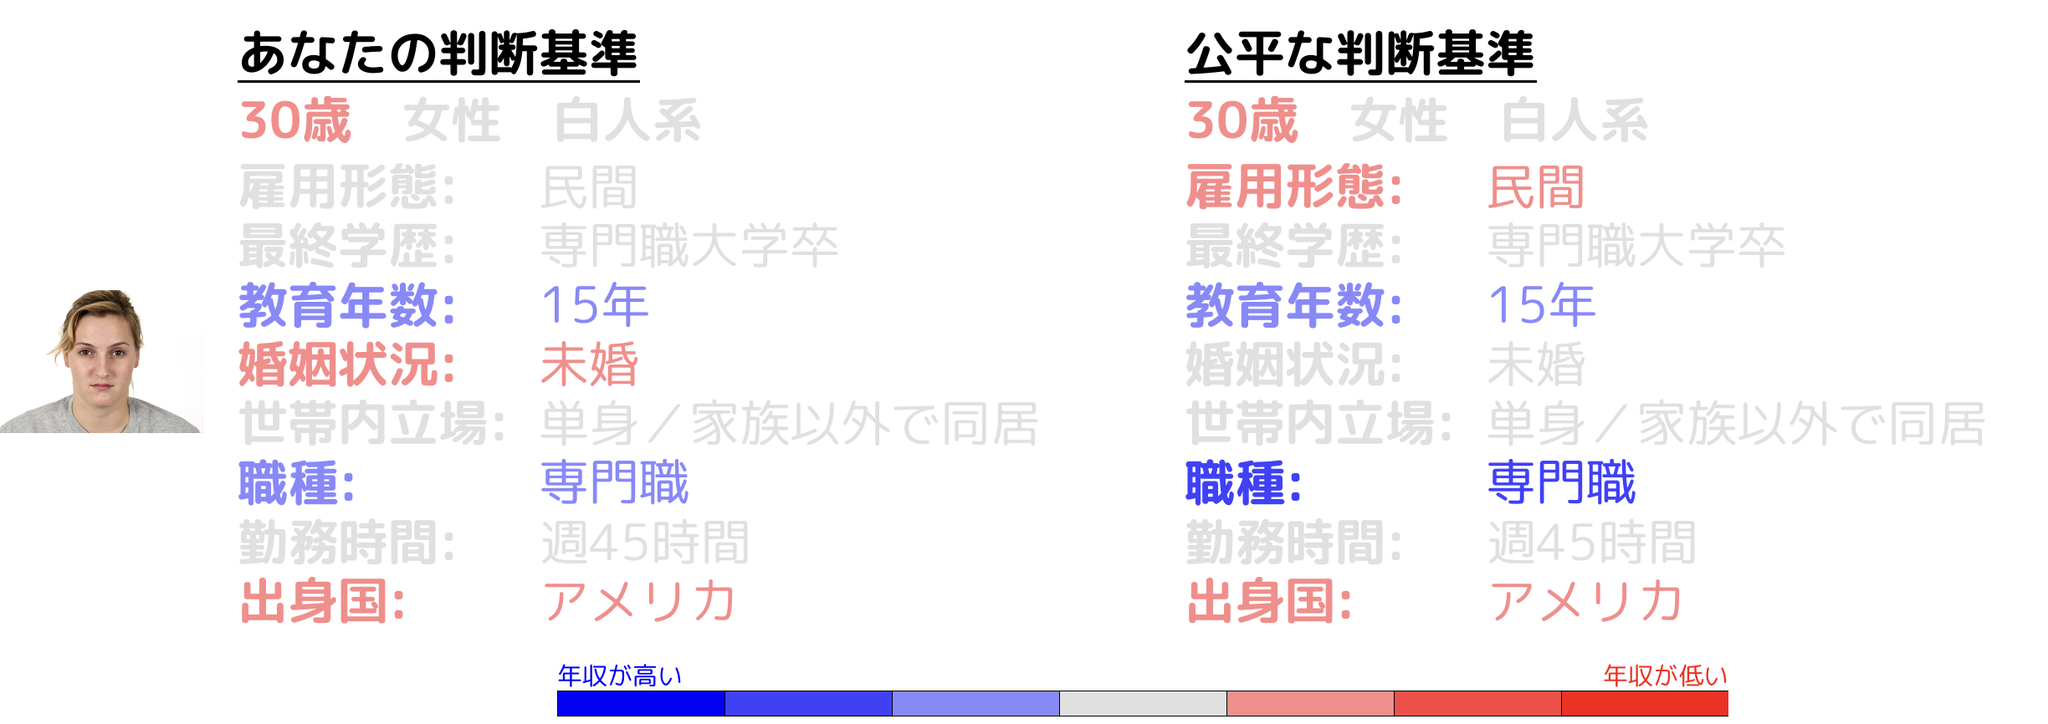 あなたの判断基準
30歳 女性 白人系
雇用形態: 民間
最終学歴: 専門職大学卒
教育年数: 15年
婚姻状況: 未婚
世帯内立場: 単身／家族以外で同居
職種: 専門職
勤務時間: 週45時間
出身国: アメリカ
公平な判断基準
30歳 女性 白人系
雇用形態: 民間
最終学歴: 専門職大学卒
教育年数: 15年
婚姻状況: 未婚
世帯内立場: 単身／家族以外で同居
職種: 専門職
勤務時間: 週45時間
出身国: アメリカ
年収が高い
年収が低い